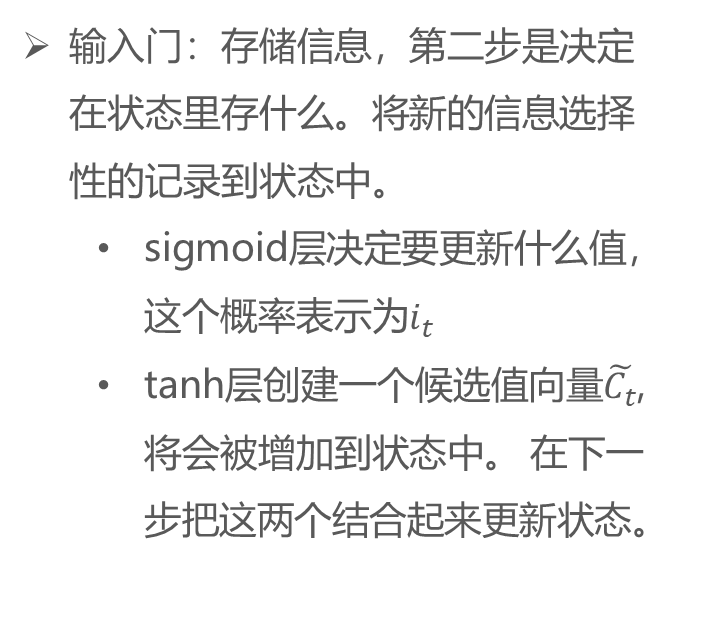 ➢ 输入门：存储信息，第二步是决定
在状态里存什么。将新的信息选择
性的记录到状态中。
• sigmoid层决定要更新什么值，
这个概率表示为iₜ
• tanh层创建一个候选值向量C̃ₜ,
将会被增加到状态中。 在下一
步把这两个结合起来更新状态。